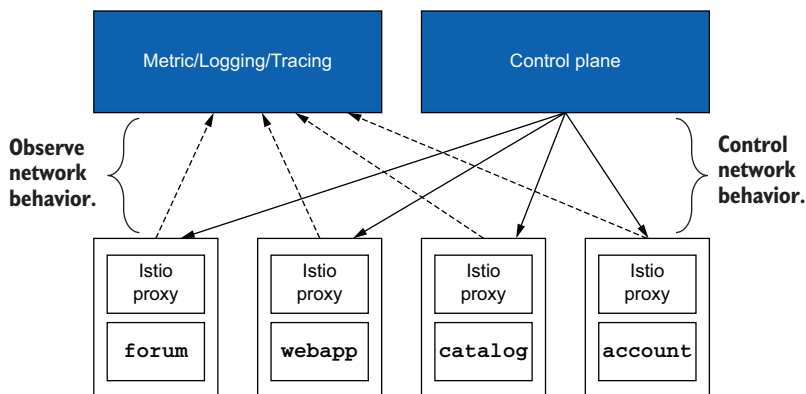 Metric/Logging/Tracing
Control plane
Observe
network
behavior.
Control
network
behavior.
Istio
proxy
forum
Istio
proxy
webapp
Istio
proxy
catalog
Istio
proxy
account